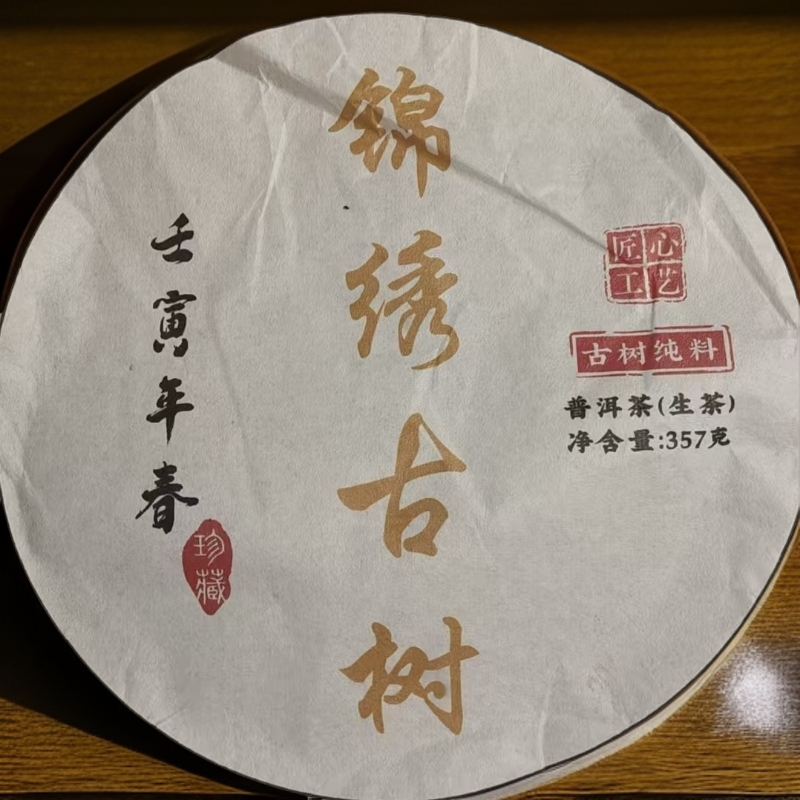 锦绣古树
壬寅年春
珍藏
匠心
工艺
古树纯料
普洱茶(生茶)
净含量:357克